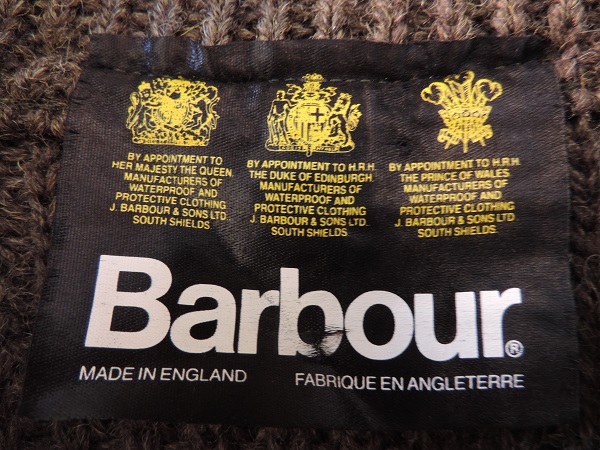 BY APPOINTMENT TO
HER MAJESTY THE QUEEN
MANUFACTURERS OF
WATERPROOF AND
PROTECTIVE CLOTHING
J. BARBOUR & SONS LTD
SOUTH SHIELDS
BY APPOINTMENT TO H.R.H.
THE DUKE OF EDINBURGH
MANUFACTURERS OF
WATERPROOF AND
PROTECTIVE CLOTHING
J. BARBOUR & SONS LTD.
SOUTH SHIELDS.
BY APPOINTMENT TO H.R.H.
THE PRINCE OF WALES
MANUFACTURERS OF
WATERPROOF AND
PROTECTIVE CLOTHING
J. BARBOUR & SONS LTD.
SOUTH SHIELDS.
Barbour®
MADE IN ENGLAND FABRIQUE EN ANGLETERRE